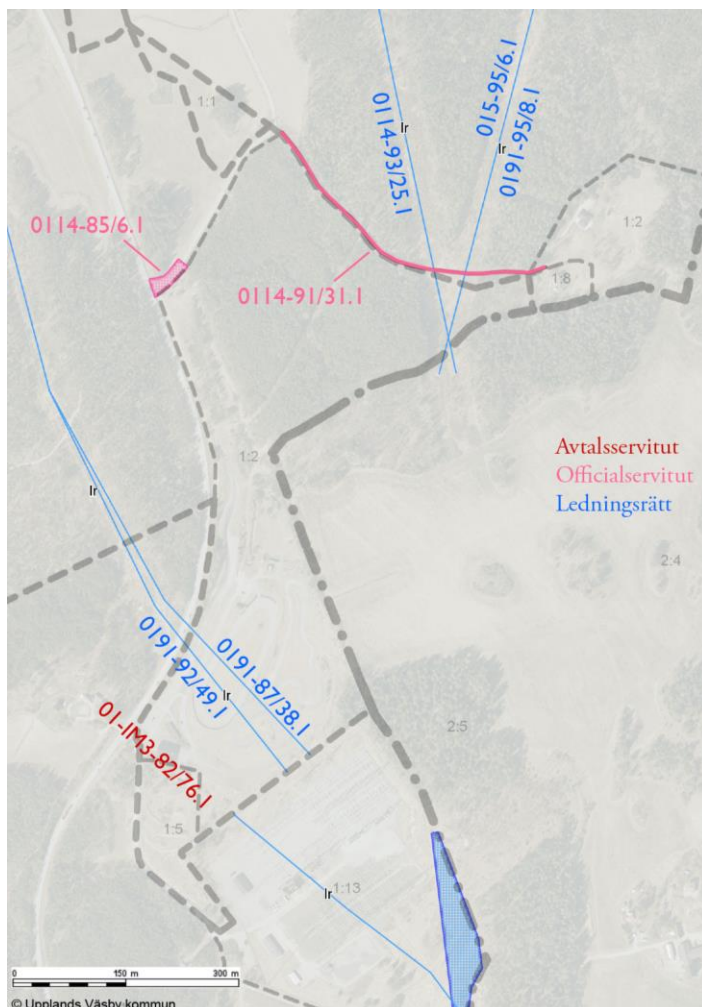 1:1
lr
0114-93/25.1
015-95/6.1
lr
0191-95/8.1
0114-85/6.1
1:2
1:8
0114-91/31.1
Avtalsservitut
Officialservitut
Ledningsrätt
1:2
lr
2:4
0191-92/49.1
lr
0191-87/38.1
01-IM3-82/76.1
2:5
1:5
lr
1:13
0 150 m 300 m
© Upplands Väsby kommun